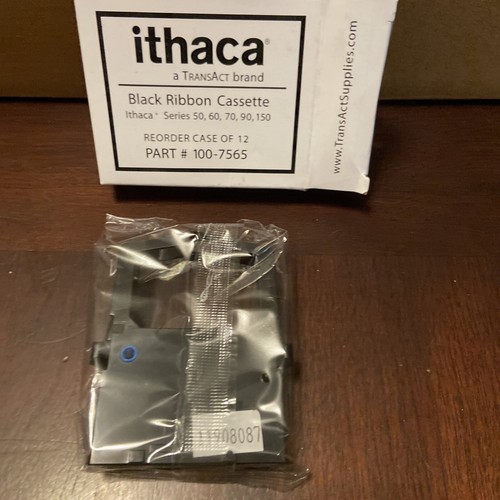 ithaca®
a TRANSACT brand
Black Ribbon Cassette
Ithaca® Series 50, 60, 70, 90, 150
REORDER CASE OF 12
PART # 100-7565
www.TransActSupplies.com